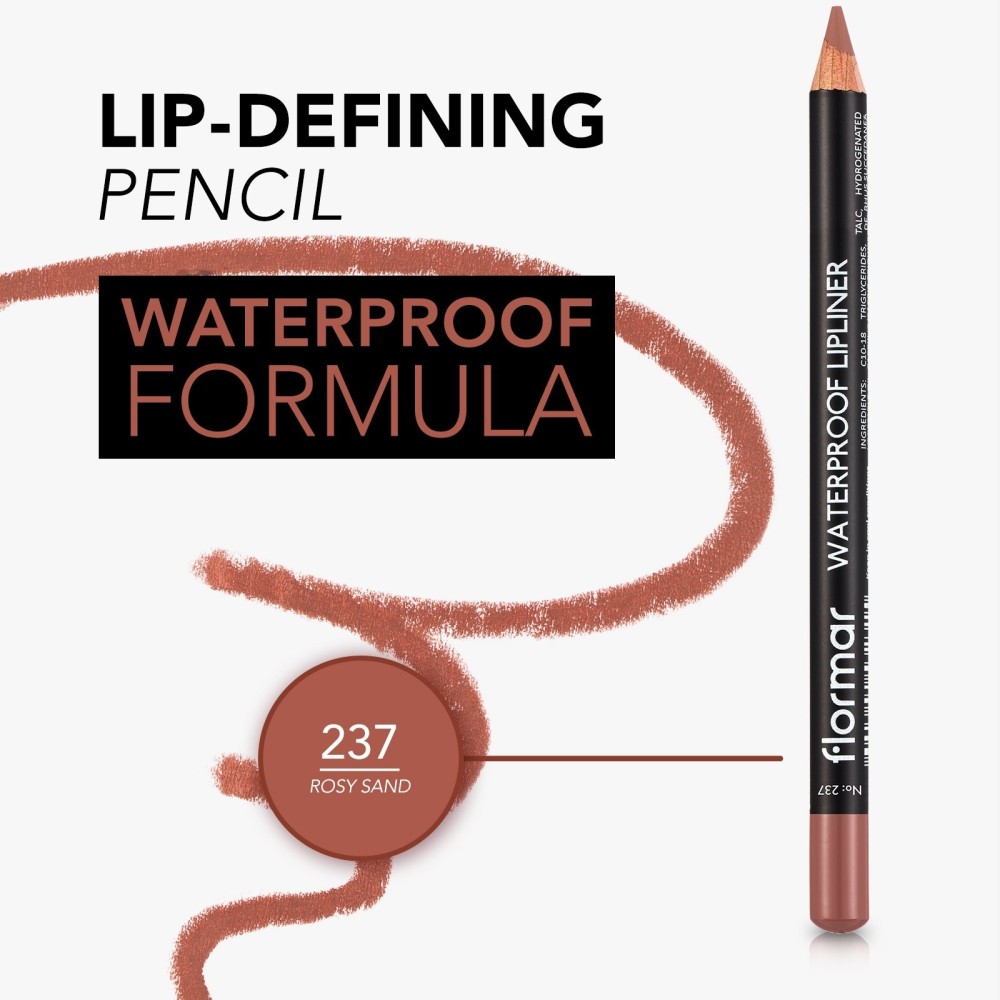 LIP-DEFINING
PENCIL
WATERPROOF
FORMULA
237
ROSY SAND
flormar WATERPROOF LIPLINER
INGREDIENTS: C10-18 TRIGLYCERIDES,
TALC, HYDROGENATED
No: 237